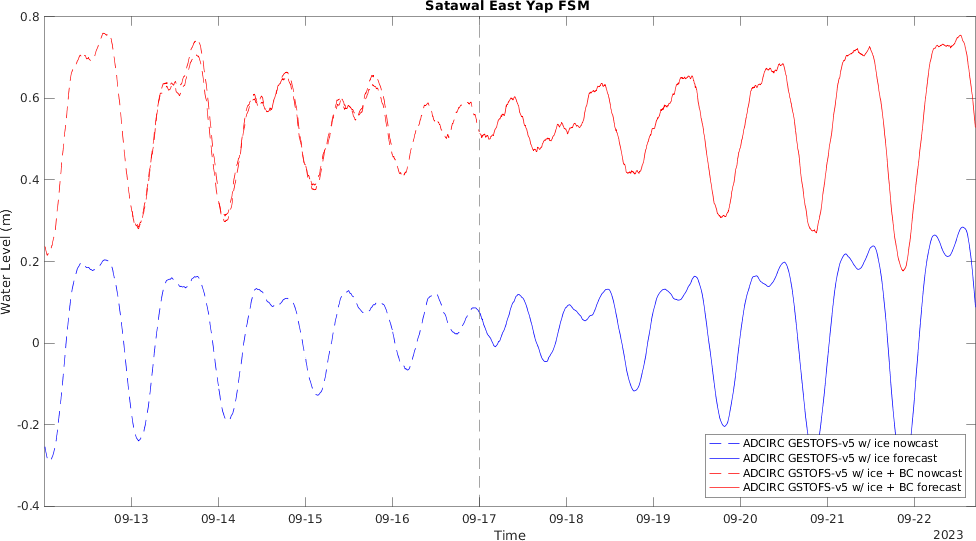 Satawal East Yap FSM
0.8
0.6
0.4
0.2
0
-0.2
-0.4
Water Level (m)
ADCIRC GESTOFS-v5 w/ ice nowcast
ADCIRC GESTOFS-v5 w/ ice forecast
ADCIRC GSTOFS-v5 w/ ice + BC nowcast
ADCIRC GSTOFS-v5 w/ ice + BC forecast
09-13 09-14 09-15 09-16 09-17 09-18 09-19 09-20 09-21 09-22
Time
2023